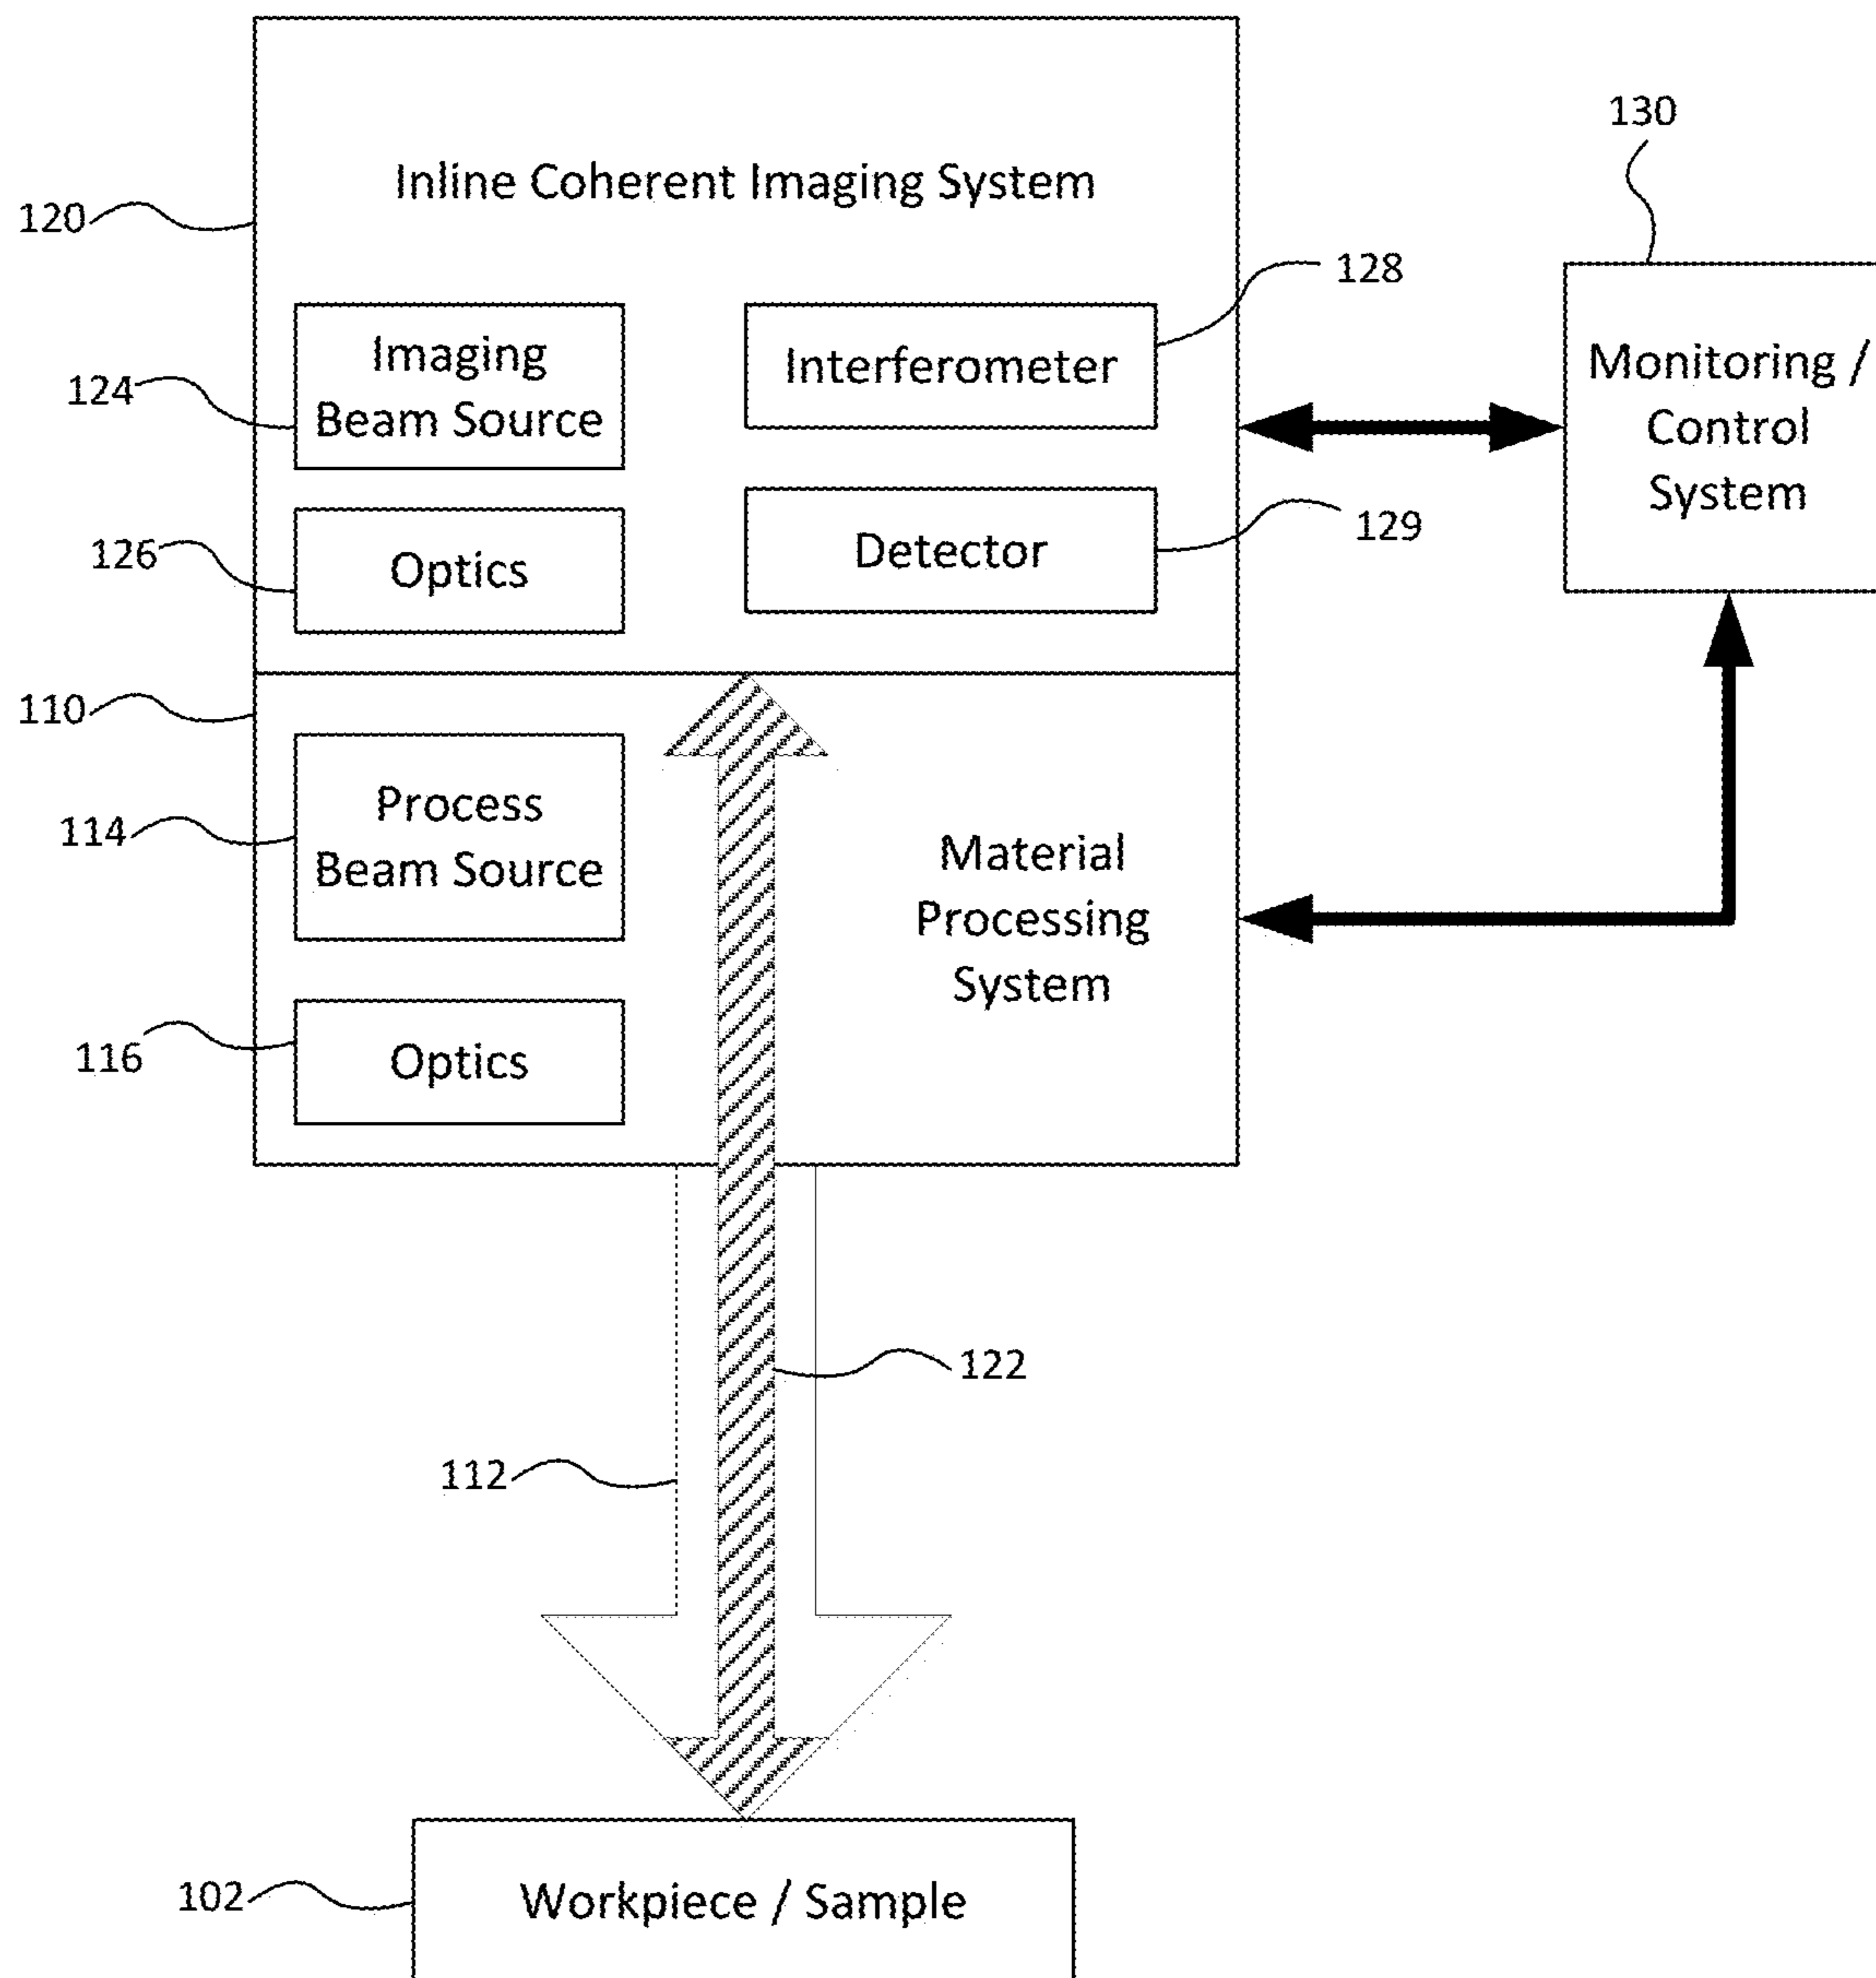 130
Inline Coherent Imaging System
120
128
Imaging
Beam Source
124
Interferometer
Monitoring /
Control
System
126
Optics
Detector
129
110
Process
Beam Source
114
Material
Processing
System
116
Optics
122
112
102
Workpiece / Sample